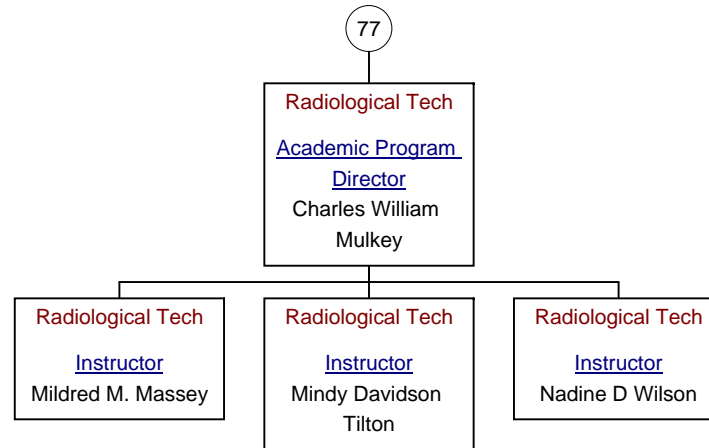 77
Radiological Tech
Academic Program
Director
Charles William
Mulkey
Radiological Tech
Instructor
Mildred M. Massey
Radiological Tech
Instructor
Mindy Davidson
Tilton
Radiological Tech
Instructor
Nadine D Wilson